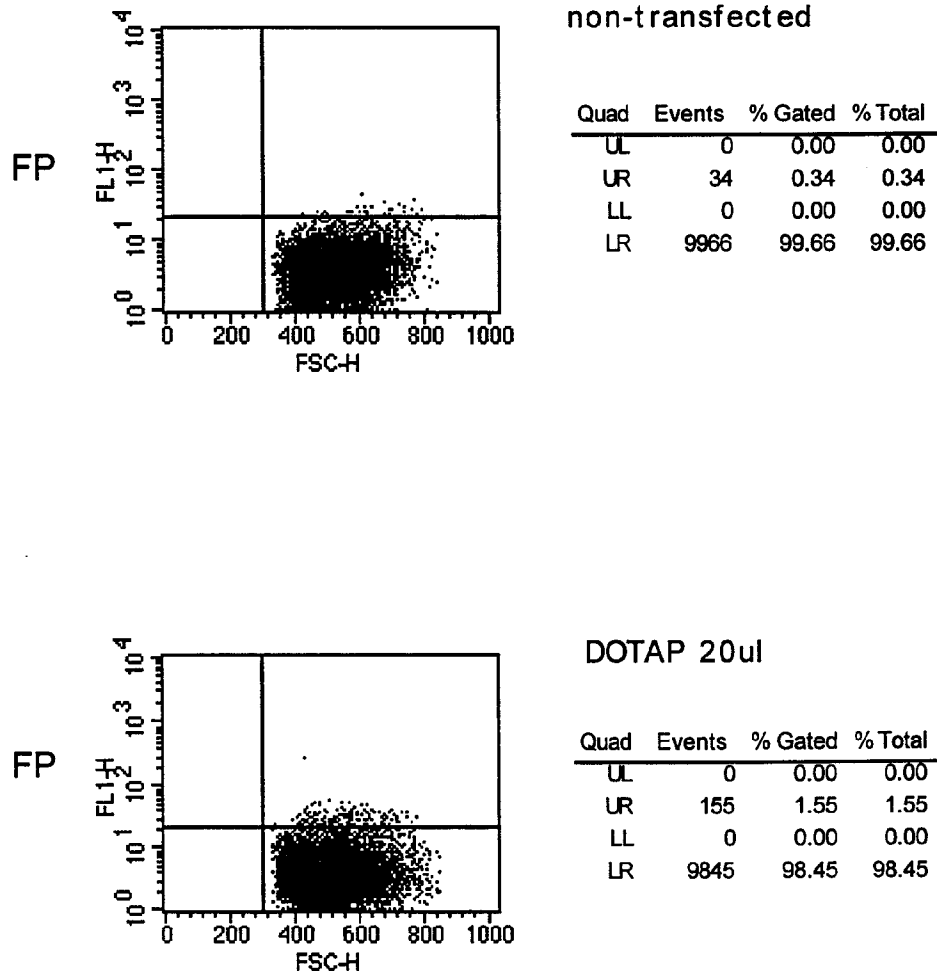 non-transfected
FP
FL1-H
10^4
10^3
10^2
10^1
10^0
0 200 400 600 800 1000
FSC-H
Quad Events % Gated % Total
UL 0 0.00 0.00
UR 34 0.34 0.34
LL 0 0.00 0.00
LR 9966 99.66 99.66
DOTAP 20ul
FP
FL1-H
10^4
10^3
10^2
10^1
10^0
0 200 400 600 800 1000
FSC-H
Quad Events % Gated % Total
UL 0 0.00 0.00
UR 155 1.55 1.55
LL 0 0.00 0.00
LR 9845 98.45 98.45